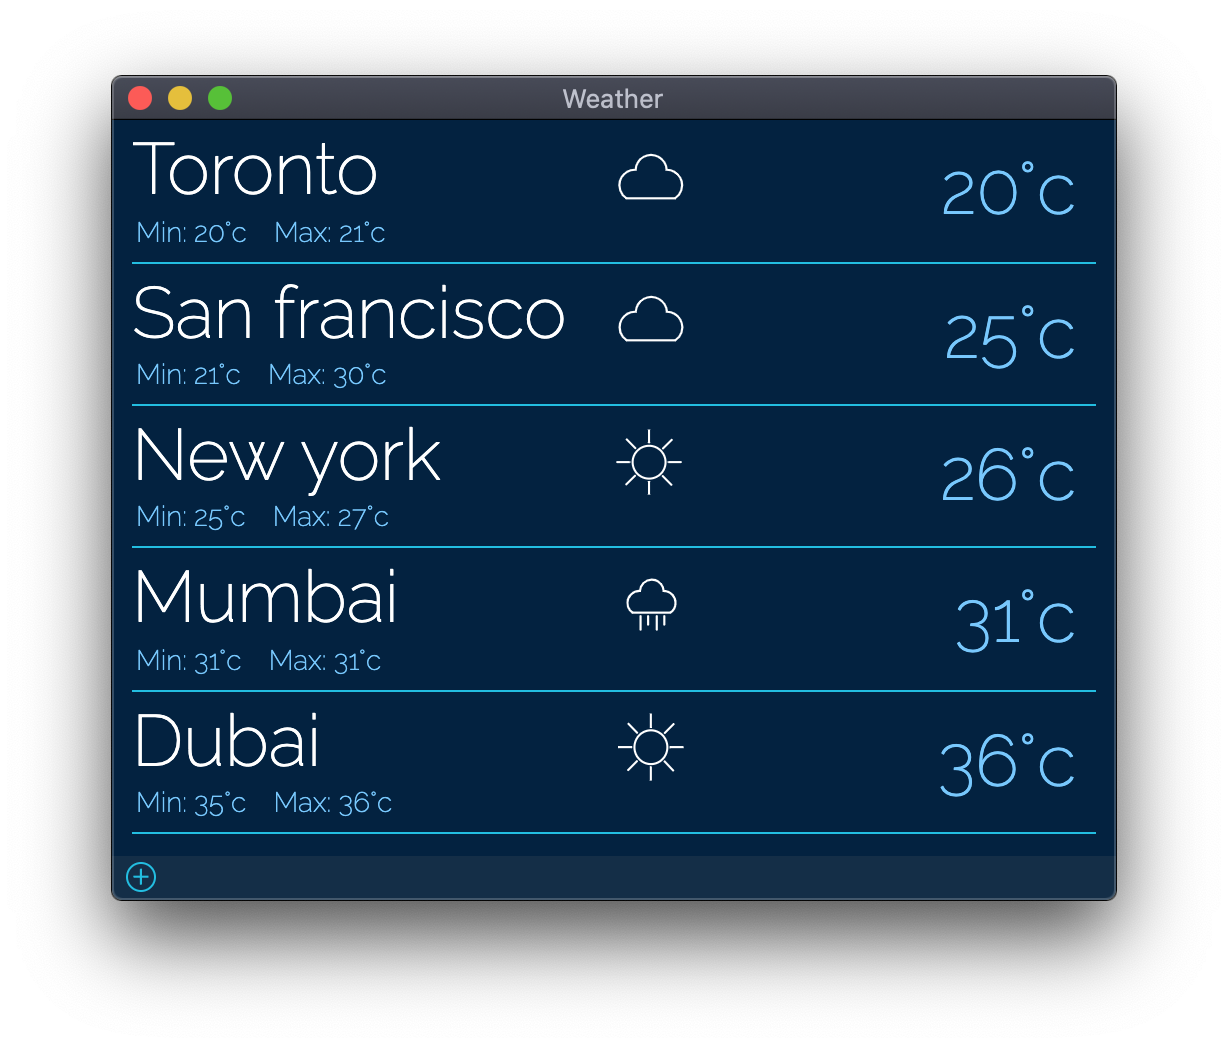 Weather
Toronto
20°c
Min: 20°c Max: 21°c
San francisco
25°c
Min: 21°c Max: 30°c
New york
26°c
Min: 25°c Max: 27°c
Mumbai
31°c
Min: 31°c Max: 31°c
Dubai
36°c
Min: 35°c Max: 36°c